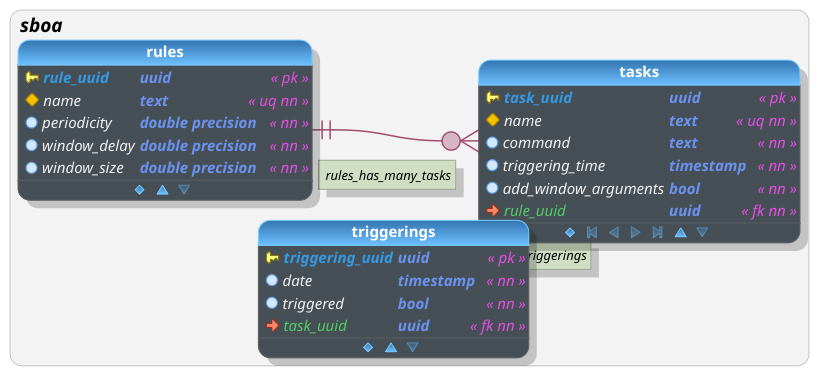 sboa
rules
rule_uuid uuid « pk »
name text « uq nn »
periodicity double precision « nn »
window_delay double precision « nn »
window_size double precision « nn »
tasks
task_uuid uuid « pk »
name text « uq nn »
command text « nn »
triggering_time timestamp « nn »
add_window_arguments bool « nn »
rule_uuid uuid « fk nn »
rules_has_many_tasks
triggerings
triggering_uuid uuid « pk »
date timestamp « nn »
triggered bool « nn »
task_uuid uuid « fk nn »
riggerings